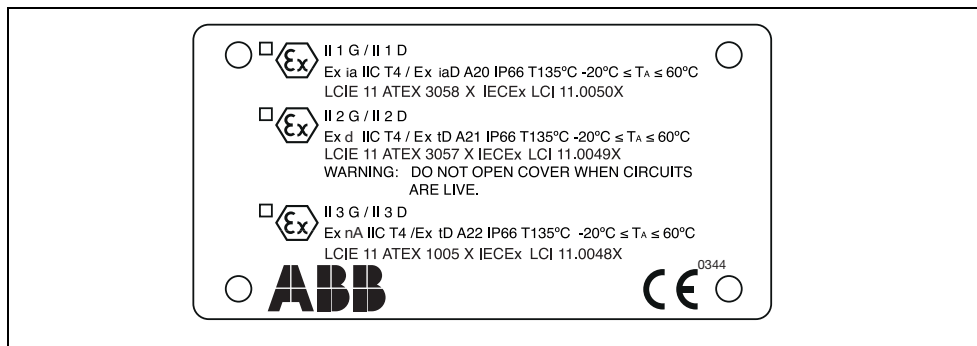 II 1 G / II 1 D
Ex ia IIC T4 / Ex iaD A20 IP66 T135ºC -20ºC ≤ TA ≤ 60ºC
LCIE 11 ATEX 3058 X IECEx LCI 11.0050X
II 2 G / II 2 D
Ex d IIC T4 / Ex tD A21 IP66 T135ºC -20ºC ≤ TA ≤ 60ºC
LCIE 11 ATEX 3057 X IECEx LCI 11.0049X
WARNING: DO NOT OPEN COVER WHEN CIRCUITS
ARE LIVE.
II 3 G / II 3 D
Ex nA IIC T4 /Ex tD A22 IP66 T135ºC -20ºC ≤ TA ≤ 60ºC
LCIE 11 ATEX 1005 X IECEx LCI 11.0048X
ABB CE 0344